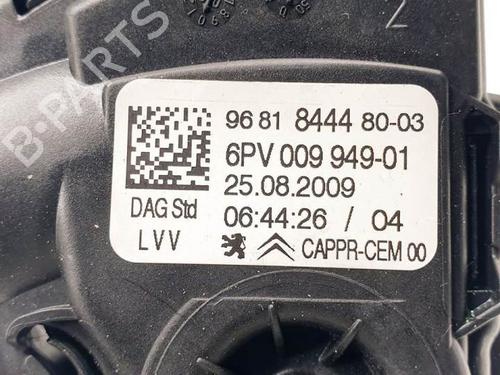 2
96 81 8444 80-03
6PV 009 949-01
25.08.2009
DAG Std
06:44:26 / 04
LVV
CAPPR-CEM 00
B-PARTS